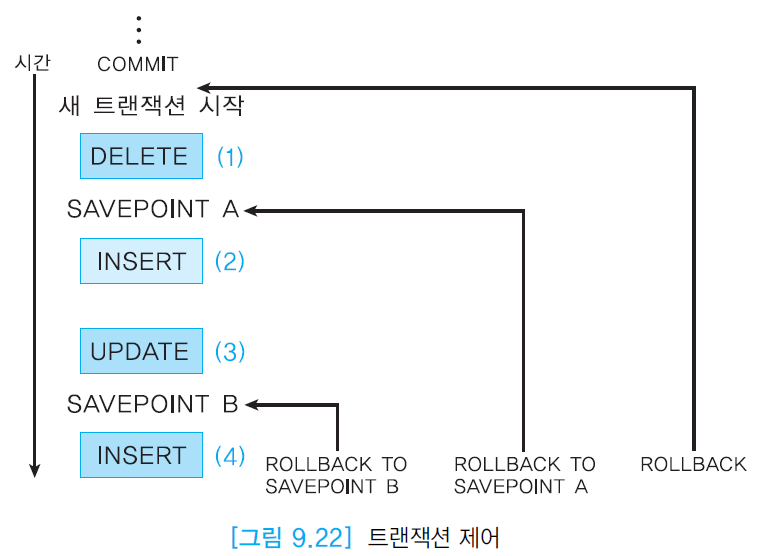 시간 COMMIT
새 트랜잭션 시작
DELETE (1)
SAVEPOINT A
INSERT (2)
UPDATE (3)
SAVEPOINT B
INSERT (4)
ROLLBACK TO
SAVEPOINT B
ROLLBACK TO
SAVEPOINT A
ROLLBACK
[그림 9.22] 트랜잭션 제어